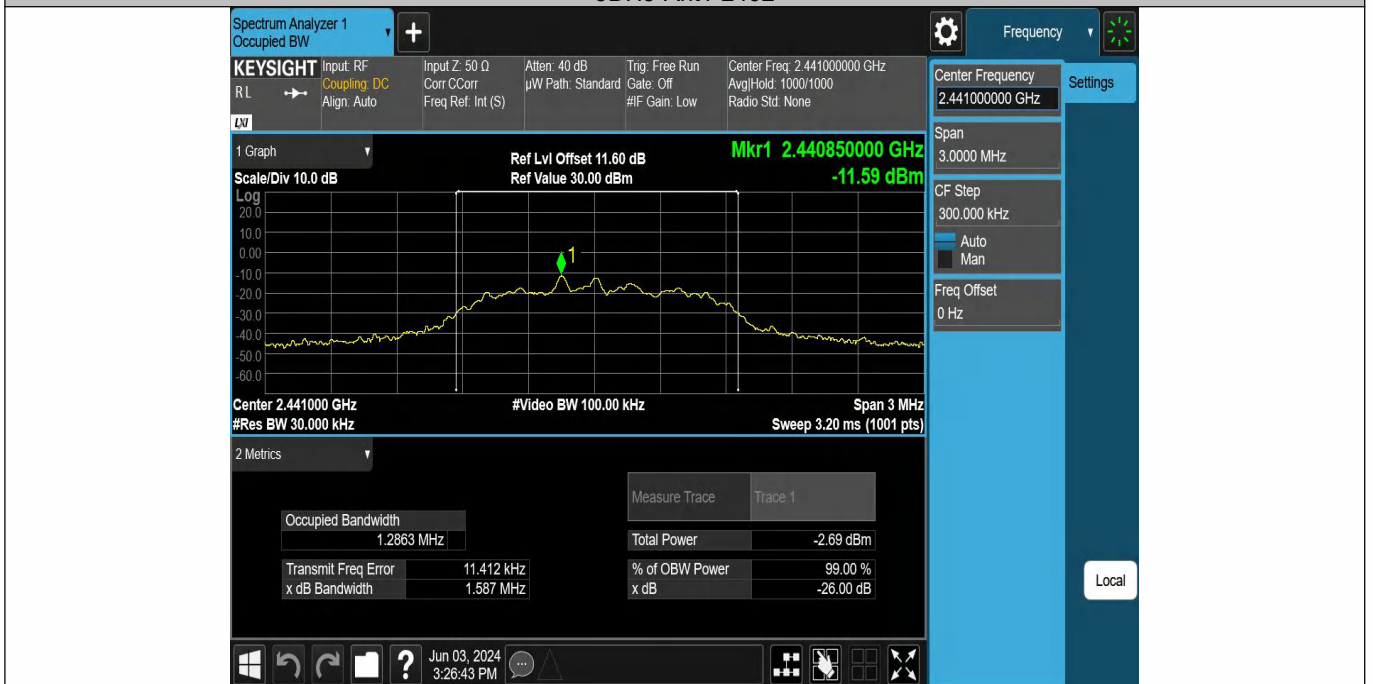 Spectrum Analyzer 1
Occupied BW
Frequency
KEYSIGHT
RL
LXI
Input: RF
Coupling: DC
Align: Auto
Input Z: 50 Ω
Corr CCorr
Freq Ref: Int (S)
Atten: 40 dB
µW Path: Standard
Trig: Free Run
Gate: Off
#IF Gain: Low
Center Freq: 2.441000000 GHz
Avg|Hold: 1000/1000
Radio Std: None
Center Frequency
2.441000000 GHz
Settings
Span
3.0000 MHz
CF Step
300.000 kHz
Auto
Man
Freq Offset
0 Hz
Local
1 Graph
Scale/Div 10.0 dB
Ref Lvl Offset 11.60 dB
Ref Value 30.00 dBm
Mkr1 2.440850000 GHz
-11.59 dBm
Log
20.0
10.0
0.00
-10.0
-20.0
-30.0
-40.0
-50.0
-60.0
1
Center 2.441000 GHz
#Video BW 100.00 kHz
Span 3 MHz
#Res BW 30.000 kHz
Sweep 3.20 ms (1001 pts)
2 Metrics
Measure Trace Trace 1
Occupied Bandwidth
1.2863 MHz
Total Power -2.69 dBm
Transmit Freq Error 11.412 kHz
% of OBW Power 99.00 %
x dB Bandwidth 1.587 MHz
x dB -26.00 dB
Jun 03, 2024
3:26:43 PM